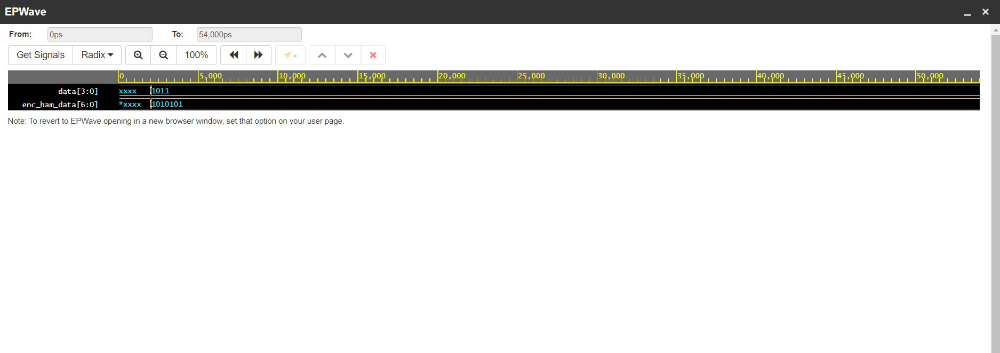 EPWave
From: 0ps To: 54,000ps
Get Signals Radix 100% -
0 5,000 10,000 15,000 20,000 25,000 30,000 35,000 40,000 45,000 50,000
data[3:0] xxxx 1011
enc_ham_data[6:0] *xxxx 1010101
Note: To revert to EPWave opening in a new browser window, set that option on your user page.